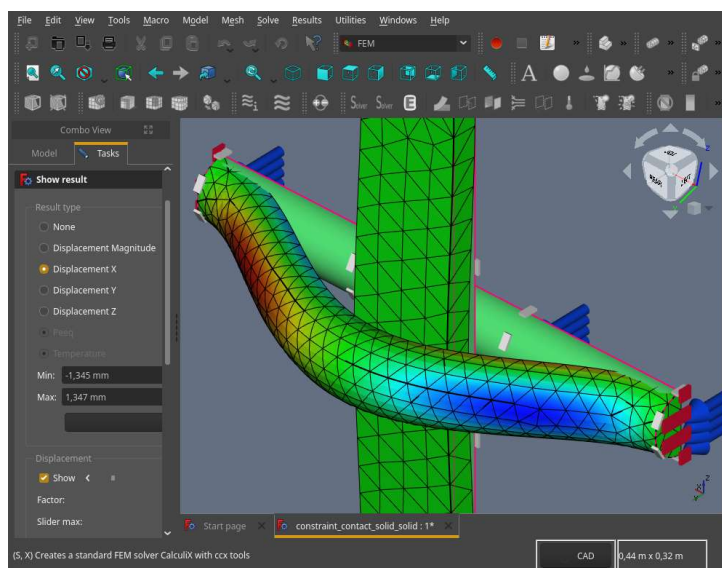 File Edit View Tools Macro Model Mesh Solve Results Utilities Windows Help
FEM
A
Solver Solver E
Combo View
Model Tasks
Show result
Result type
None
Displacement Magnitude
Displacement X
Displacement Y
Displacement Z
Peeq
Temperature
Min: -1,345 mm
Max: 1,347 mm
Displacement
Show
Factor:
Slider max:
Start page constraint_contact_solid_solid : 1*
(S, X) Creates a standard FEM solver CalculiX with ccx tools CAD 0,44 m x 0,32 m